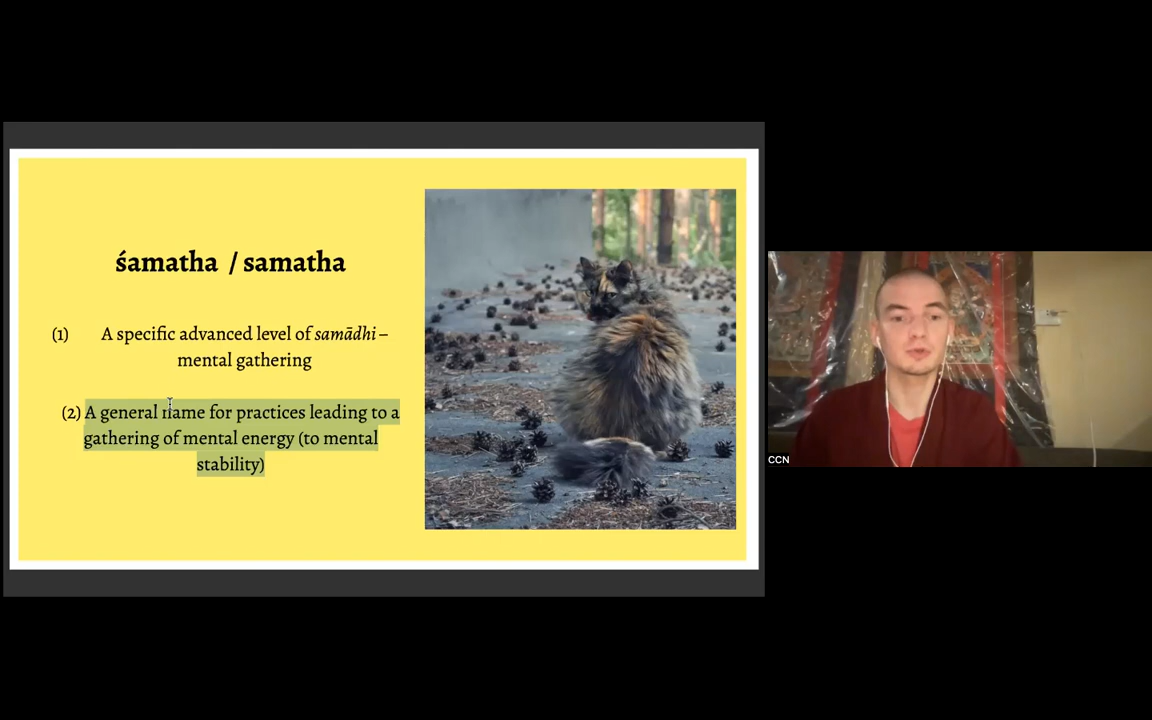 śamatha / samatha
(1) A specific advanced level of samādhi –
mental gathering
(2) A general name for practices leading to a
gathering of mental energy (to mental
stability)
CCN